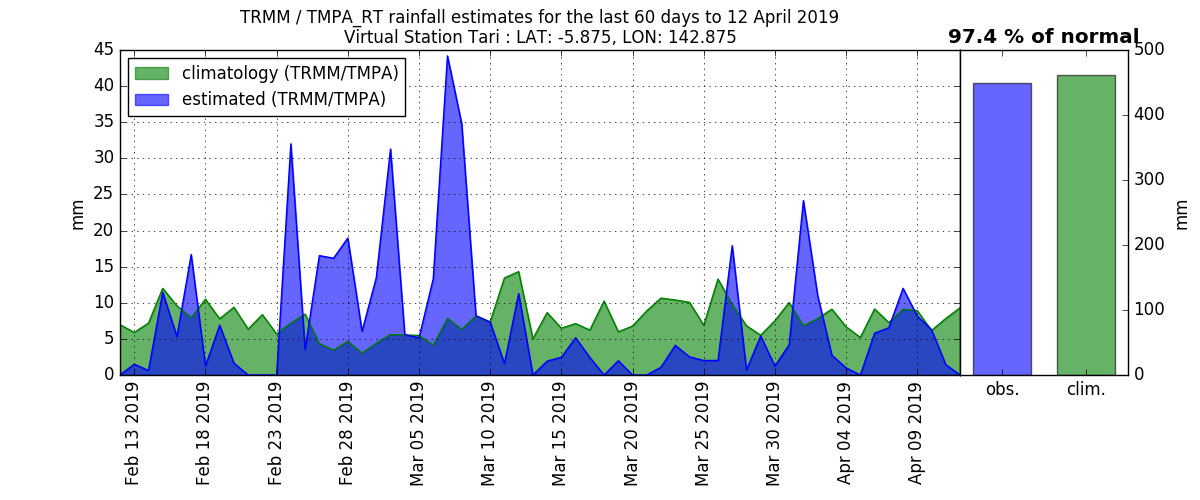 TRMM / TMPA_RT rainfall estimates for the last 60 days to 12 April 2019
Virtual Station Tari : LAT: -5.875, LON: 142.875
97.4 % of normal
climatology (TRMM/TMPA)
estimated (TRMM/TMPA)
45
40
35
30
25
20
15
10
5
0
mm
Feb 13 2019
Feb 18 2019
Feb 23 2019
Feb 28 2019
Mar 05 2019
Mar 10 2019
Mar 15 2019
Mar 20 2019
Mar 25 2019
Mar 30 2019
Apr 04 2019
Apr 09 2019
obs.
clim.
500
400
300
200
100
0
mm